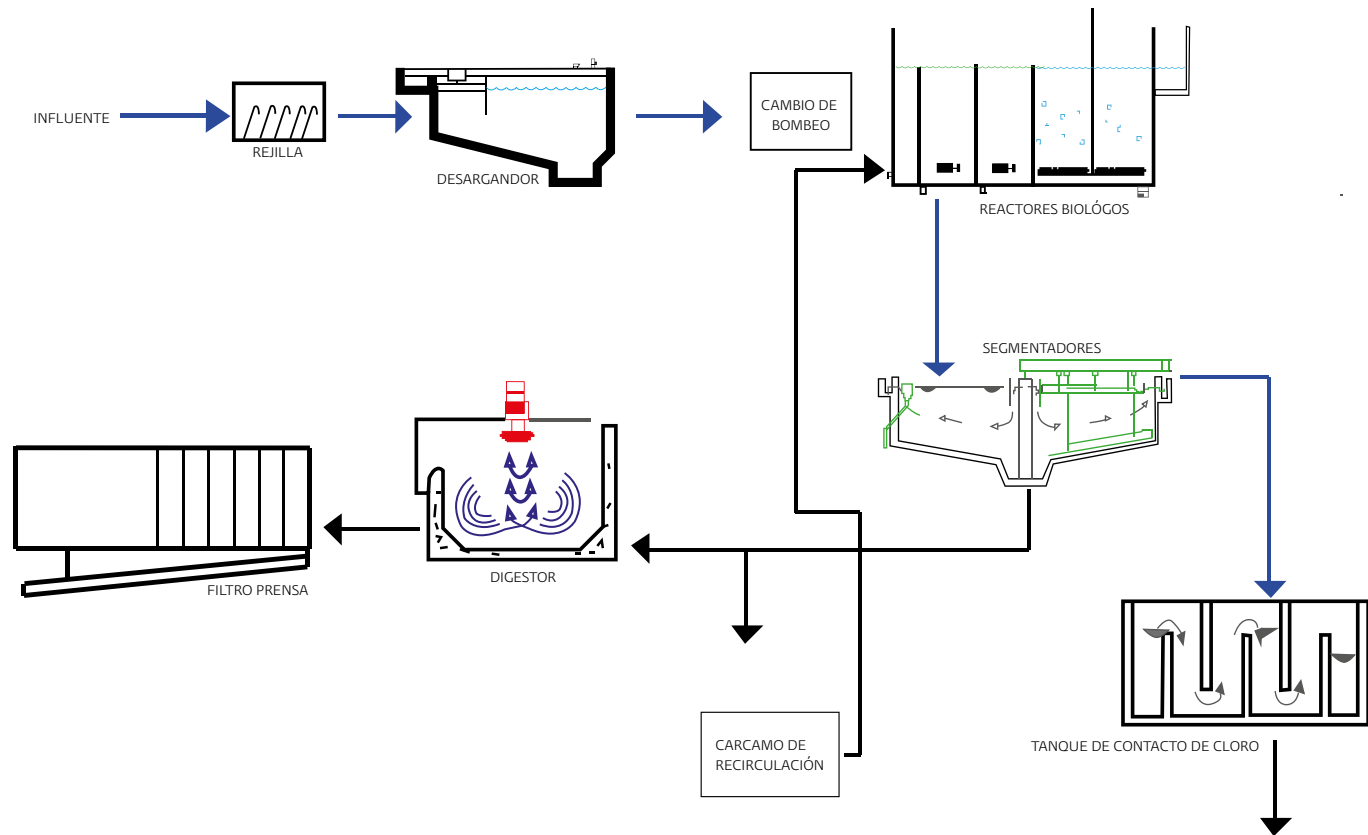 INFLUENTE
REJILLA
DESARGANDOR
CAMBIO DE
BOMBEO
REACTORES BIOLÓGOS
SEGMENTADORES
DIGESTOR
FILTRO PRENSA
CARCAMO DE
RECIRCULACIÓN
TANQUE DE CONTACTO DE CLORO